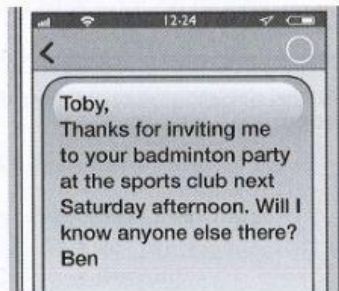 12-24
Toby,
Thanks for inviting me
to your badminton party
at the sports club next
Saturday afternoon. Will I
know anyone else there?
Ben